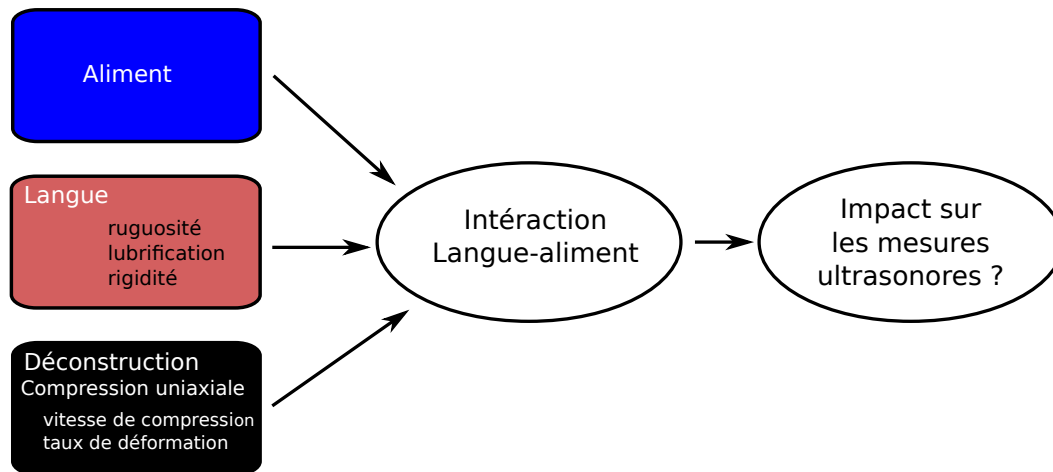 Aliment
Langue
ruguosité
lubrification
rigidité
Déconstruction
Compression uniaxiale
vitesse de compression
taux de déformation
Intéraction
Langue-aliment
Impact sur
les mesures
ultrasonores ?